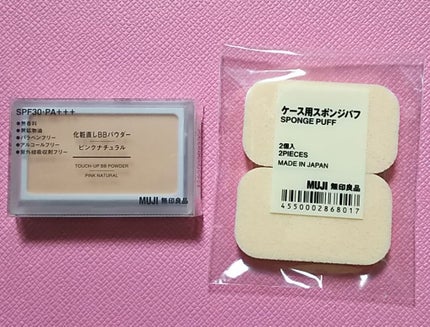 SPF30・PA+++
●無香料
●無鉱物油
●パラベンフリー
●アルコールフリー
●紫外線吸収剤フリー
化粧直しBBパウダー
ピンクナチュラル
TOUCH-UP BB POWDER
PINK NATURAL
MUJI 無印良品
ケース用スポンジパフ
SPONGE PUFF
2個入
2PIECES
MADE IN JAPAN
MUJI 無印良品
4550002868017